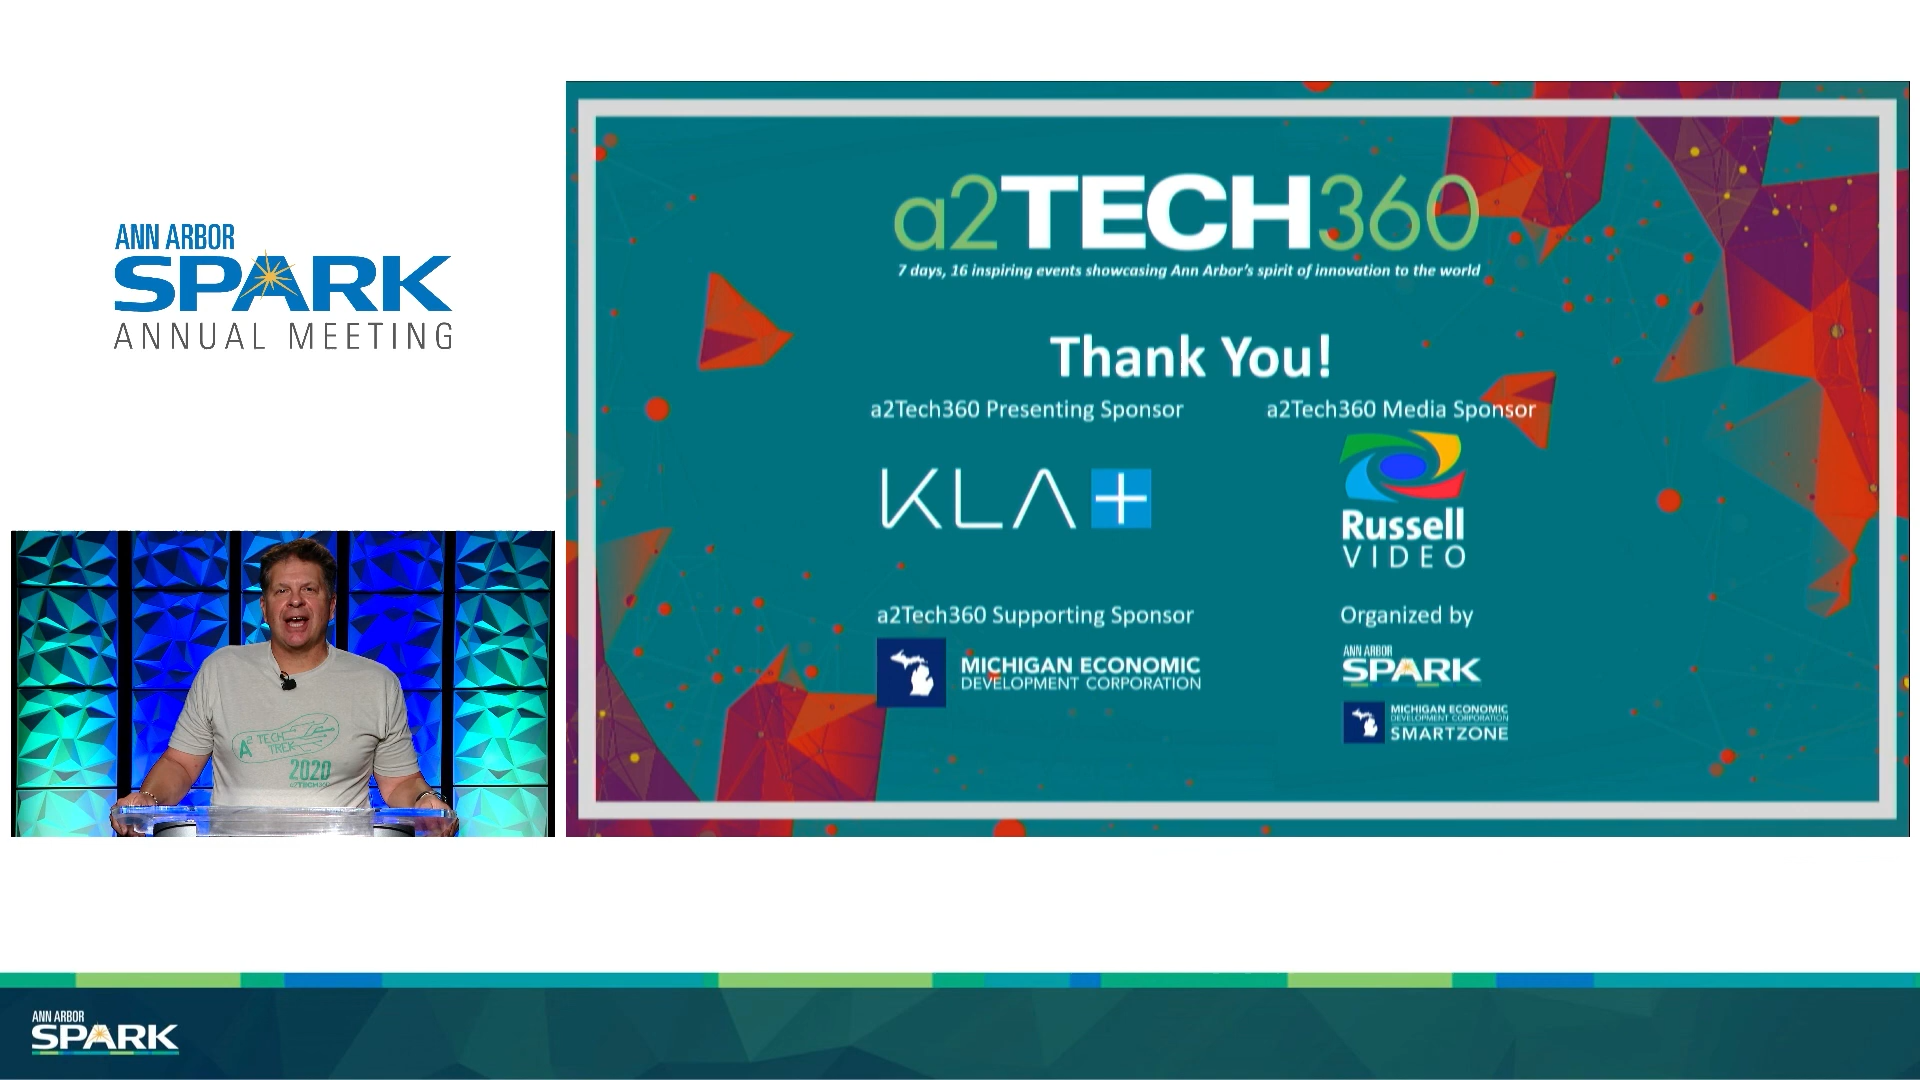 ANN ARBOR
SPARK
ANNUAL MEETING
a2TECH360
7 days, 16 inspiring events showcasing Ann Arbor's spirit of innovation to the world
Thank You!
a2Tech360 Presenting Sponsor
KLA+
a2Tech360 Media Sponsor
Russell
VIDEO
a2Tech360 Supporting Sponsor
MICHIGAN ECONOMIC
DEVELOPMENT CORPORATION
Organized by
ANN ARBOR
SPARK
MICHIGAN ECONOMIC
DEVELOPMENT CORPORATION
SMARTZONE
A2 TECH
TREK
2020
a2TECH360
ANN ARBOR
SPARK